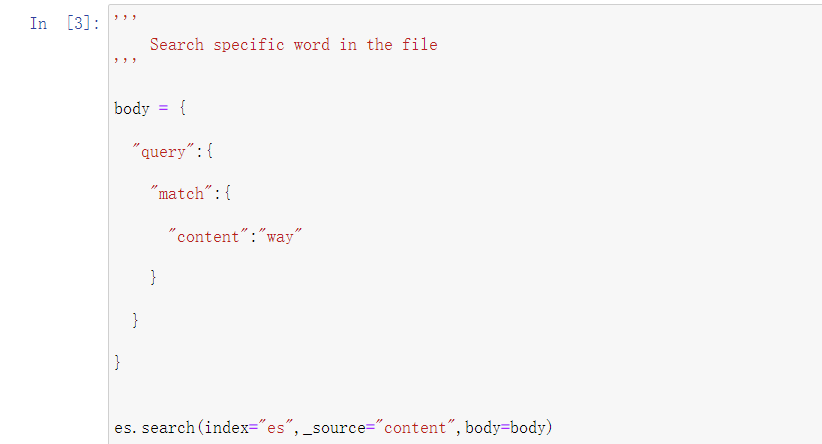 In [3]:
'''
    Search specific word in the file
'''
body = {
  "query":{
    "match":{
      "content":"way"
    }
  }
}
es.search(index="es",_source="content",body=body)